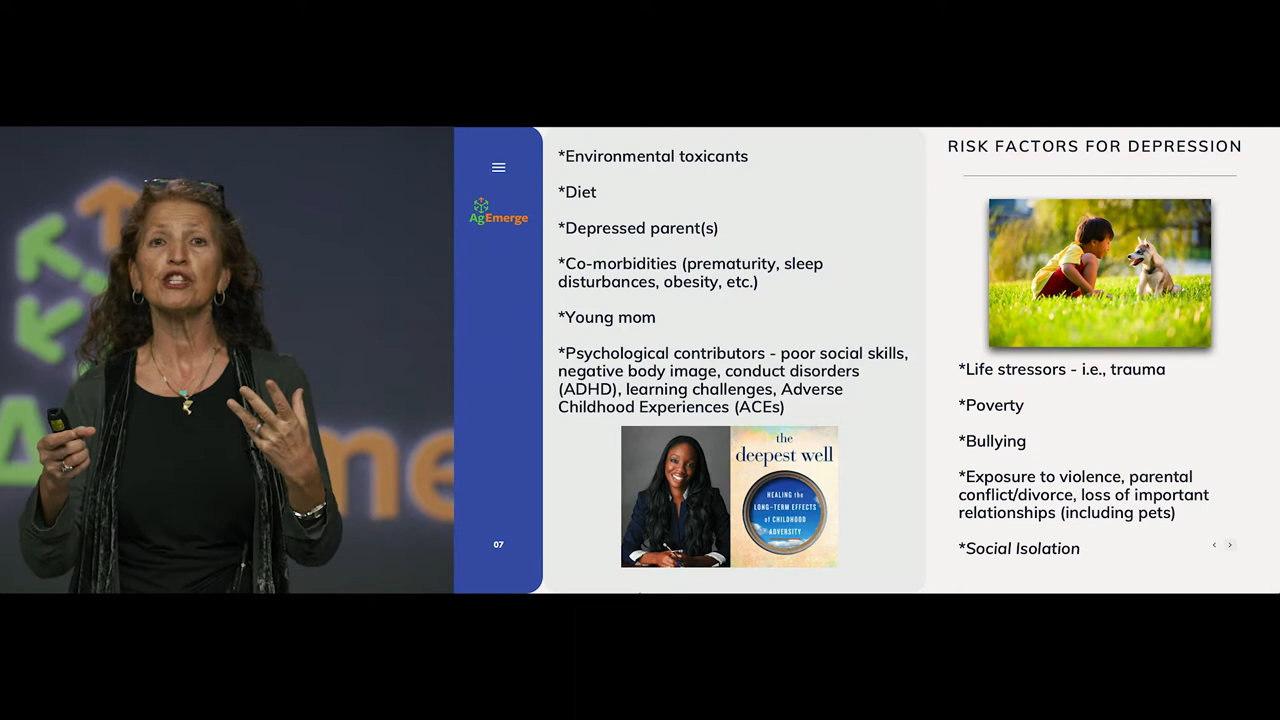 AgEmerge
07
*Environmental toxicants
*Diet
*Depressed parent(s)
*Co-morbidities (prematurity, sleep
disturbances, obesity, etc.)
*Young mom
*Psychological contributors - poor social skills,
negative body image, conduct disorders
(ADHD), learning challenges, Adverse
Childhood Experiences (ACEs)
the
deepest well
HEALING the
LONG-TERM EFFECTS
of CHILDHOOD
ADVERSITY
RISK FACTORS FOR DEPRESSION
*Life stressors - i.e., trauma
*Poverty
*Bullying
*Exposure to violence, parental
conflict/divorce, loss of important
relationships (including pets)
*Social Isolation